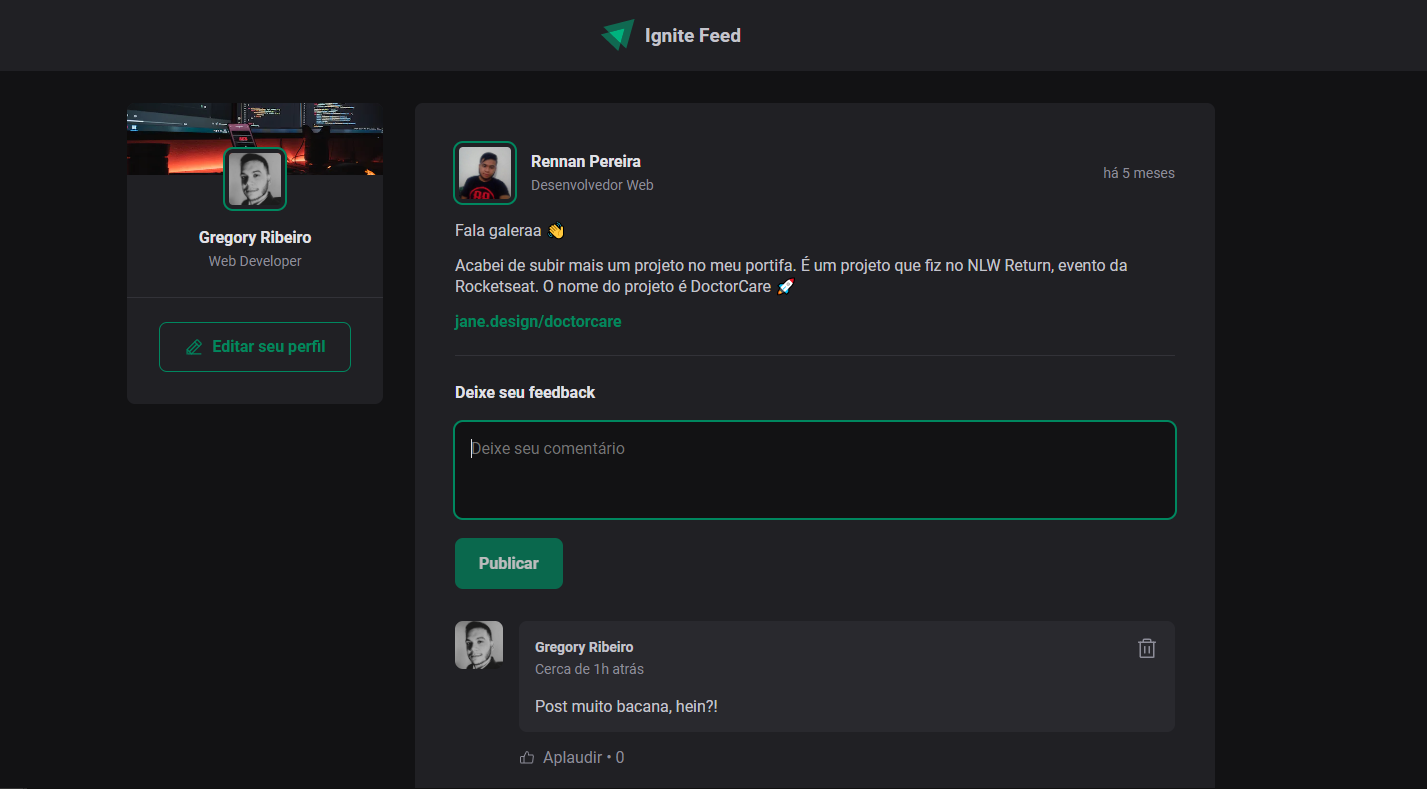 Ignite Feed
Gregory Ribeiro
Web Developer
Editar seu perfil
Rennan Pereira
Desenvolvedor Web
há 5 meses
Fala galeraa 👋
Acabei de subir mais um projeto no meu portifa. É um projeto que fiz no NLW Return, evento da
Rocketseat. O nome do projeto é DoctorCare 🚀
jane.design/doctorcare
Deixe seu feedback
Deixe seu comentário
Publicar
Gregory Ribeiro
Cerca de 1h atrás
Post muito bacana, hein?!
Aplaudir • 0